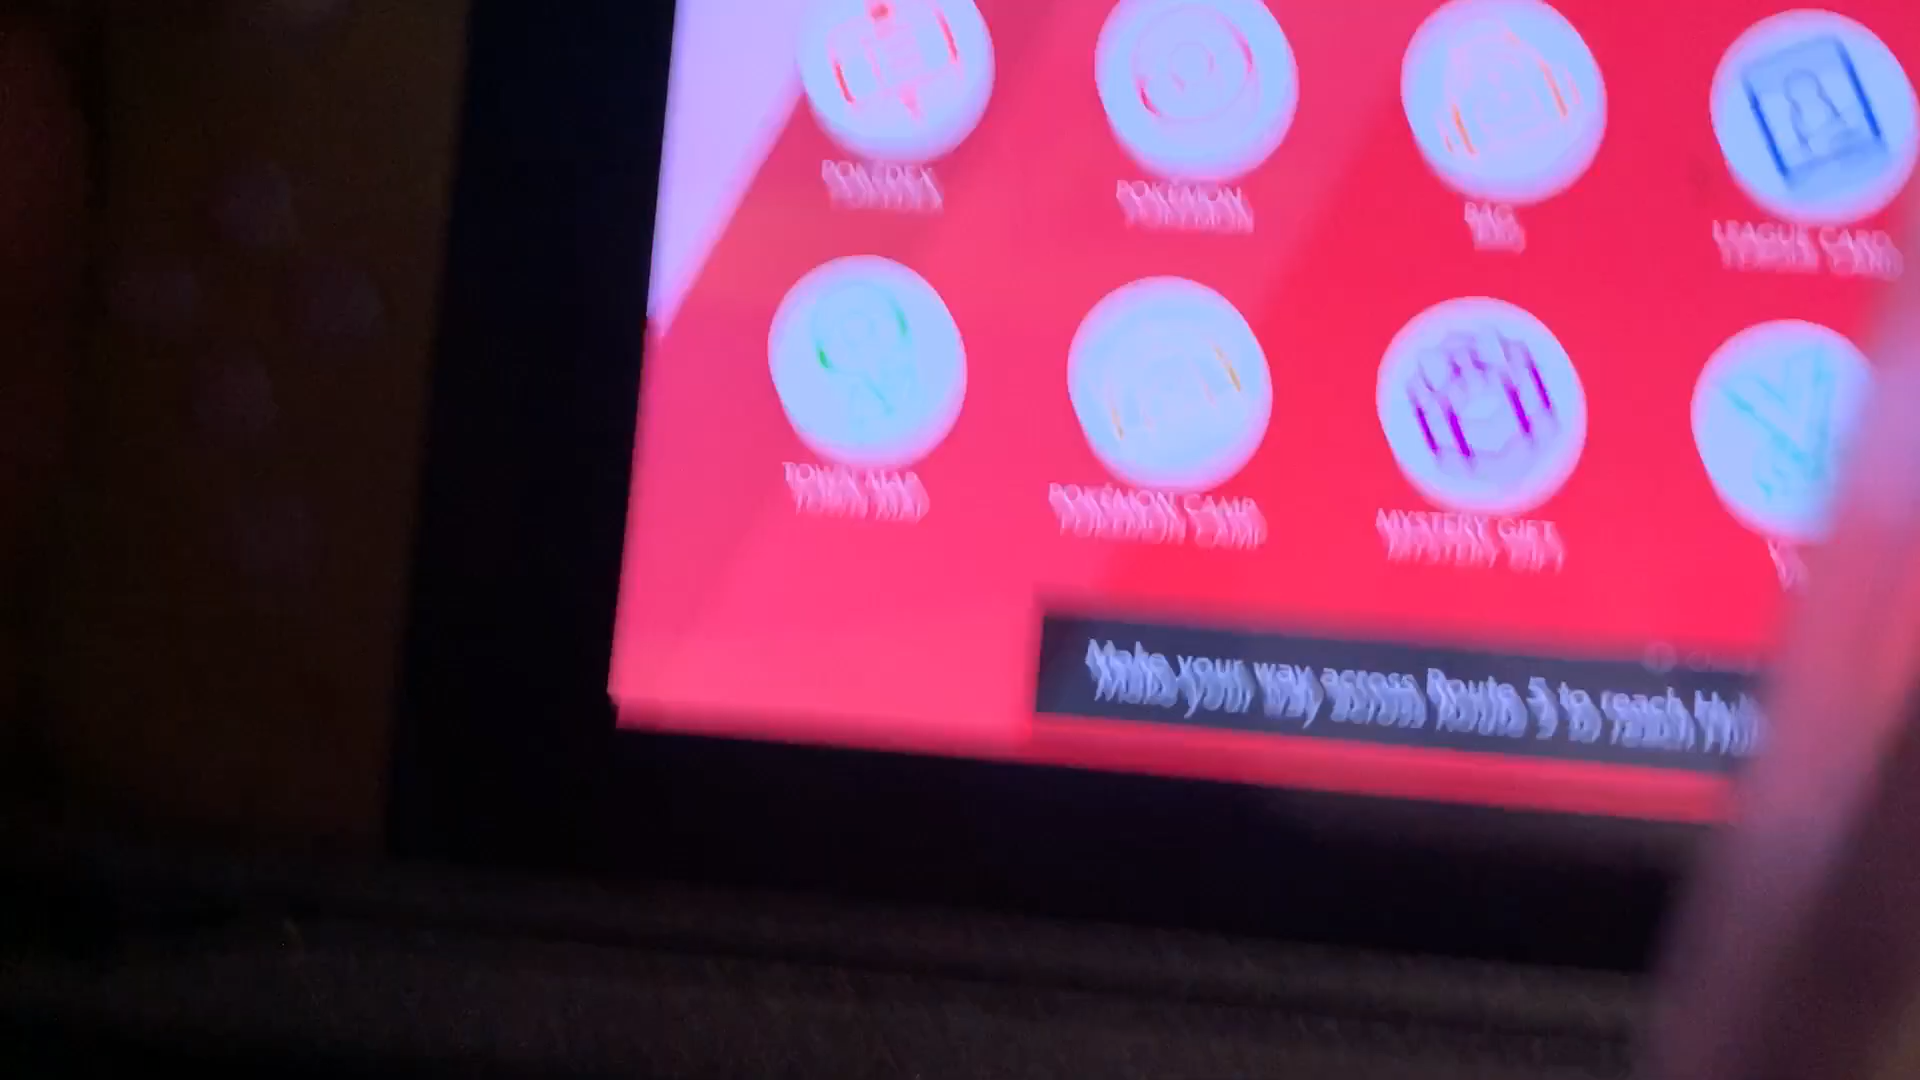 POKÉDEX
POKÉMON
BAG
LEAGUE CARD
TOWN MAP
POKÉMON CAMP
MYSTERY GIFT
Make your way across Route 5 to reach